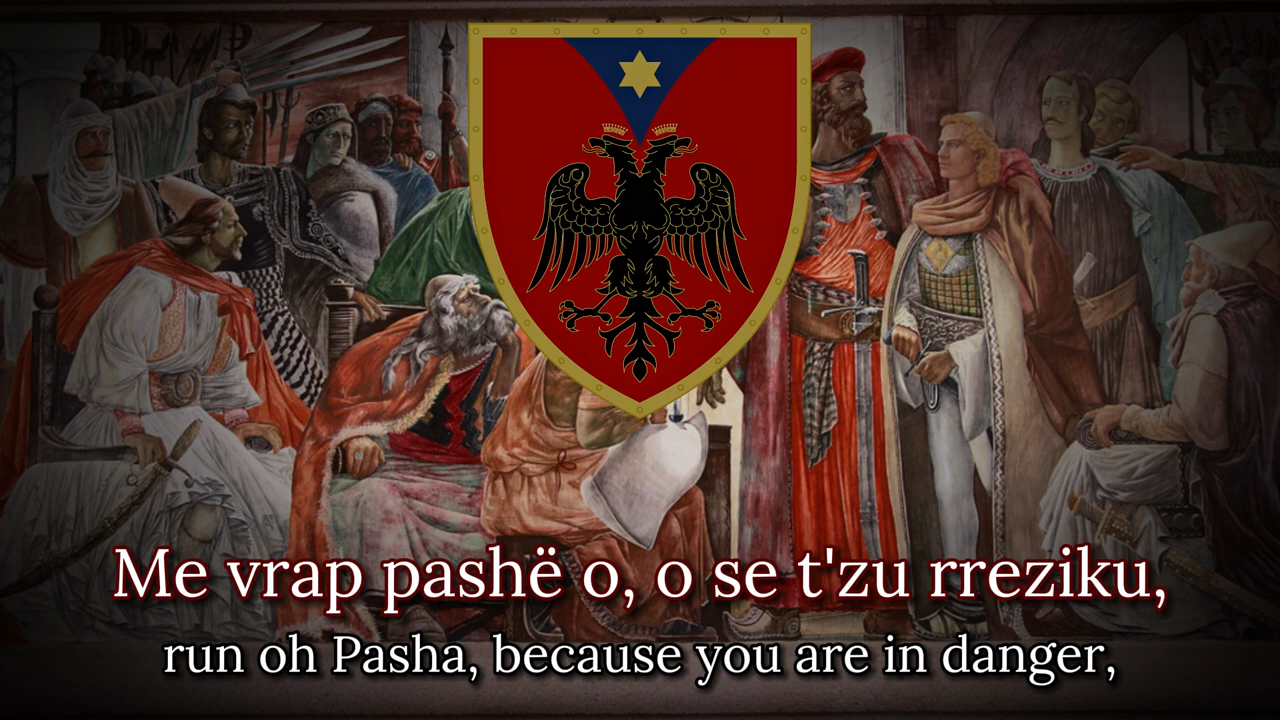 Me vrap pashë o, o se t'zu rreziku,
run oh Pasha, because you are in danger,